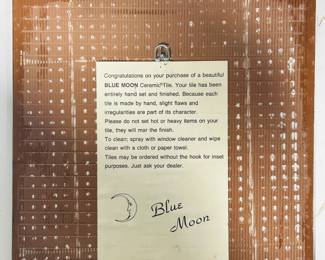 Congratulations on your purchase of a beautiful
BLUE MOON Ceramic Tile. Your tile has been
entirely hand set and finished. Because each
tile is made by hand, slight flaws and
irregularities are part of its character.
Please do not set hot or heavy items on your
tile, they will mar the finish.
To clean; spray with window cleaner and wipe
clean with a cloth or paper towel.
Tiles may be ordered without the hook for inset
purposes. Just ask your dealer.
Blue
Moon